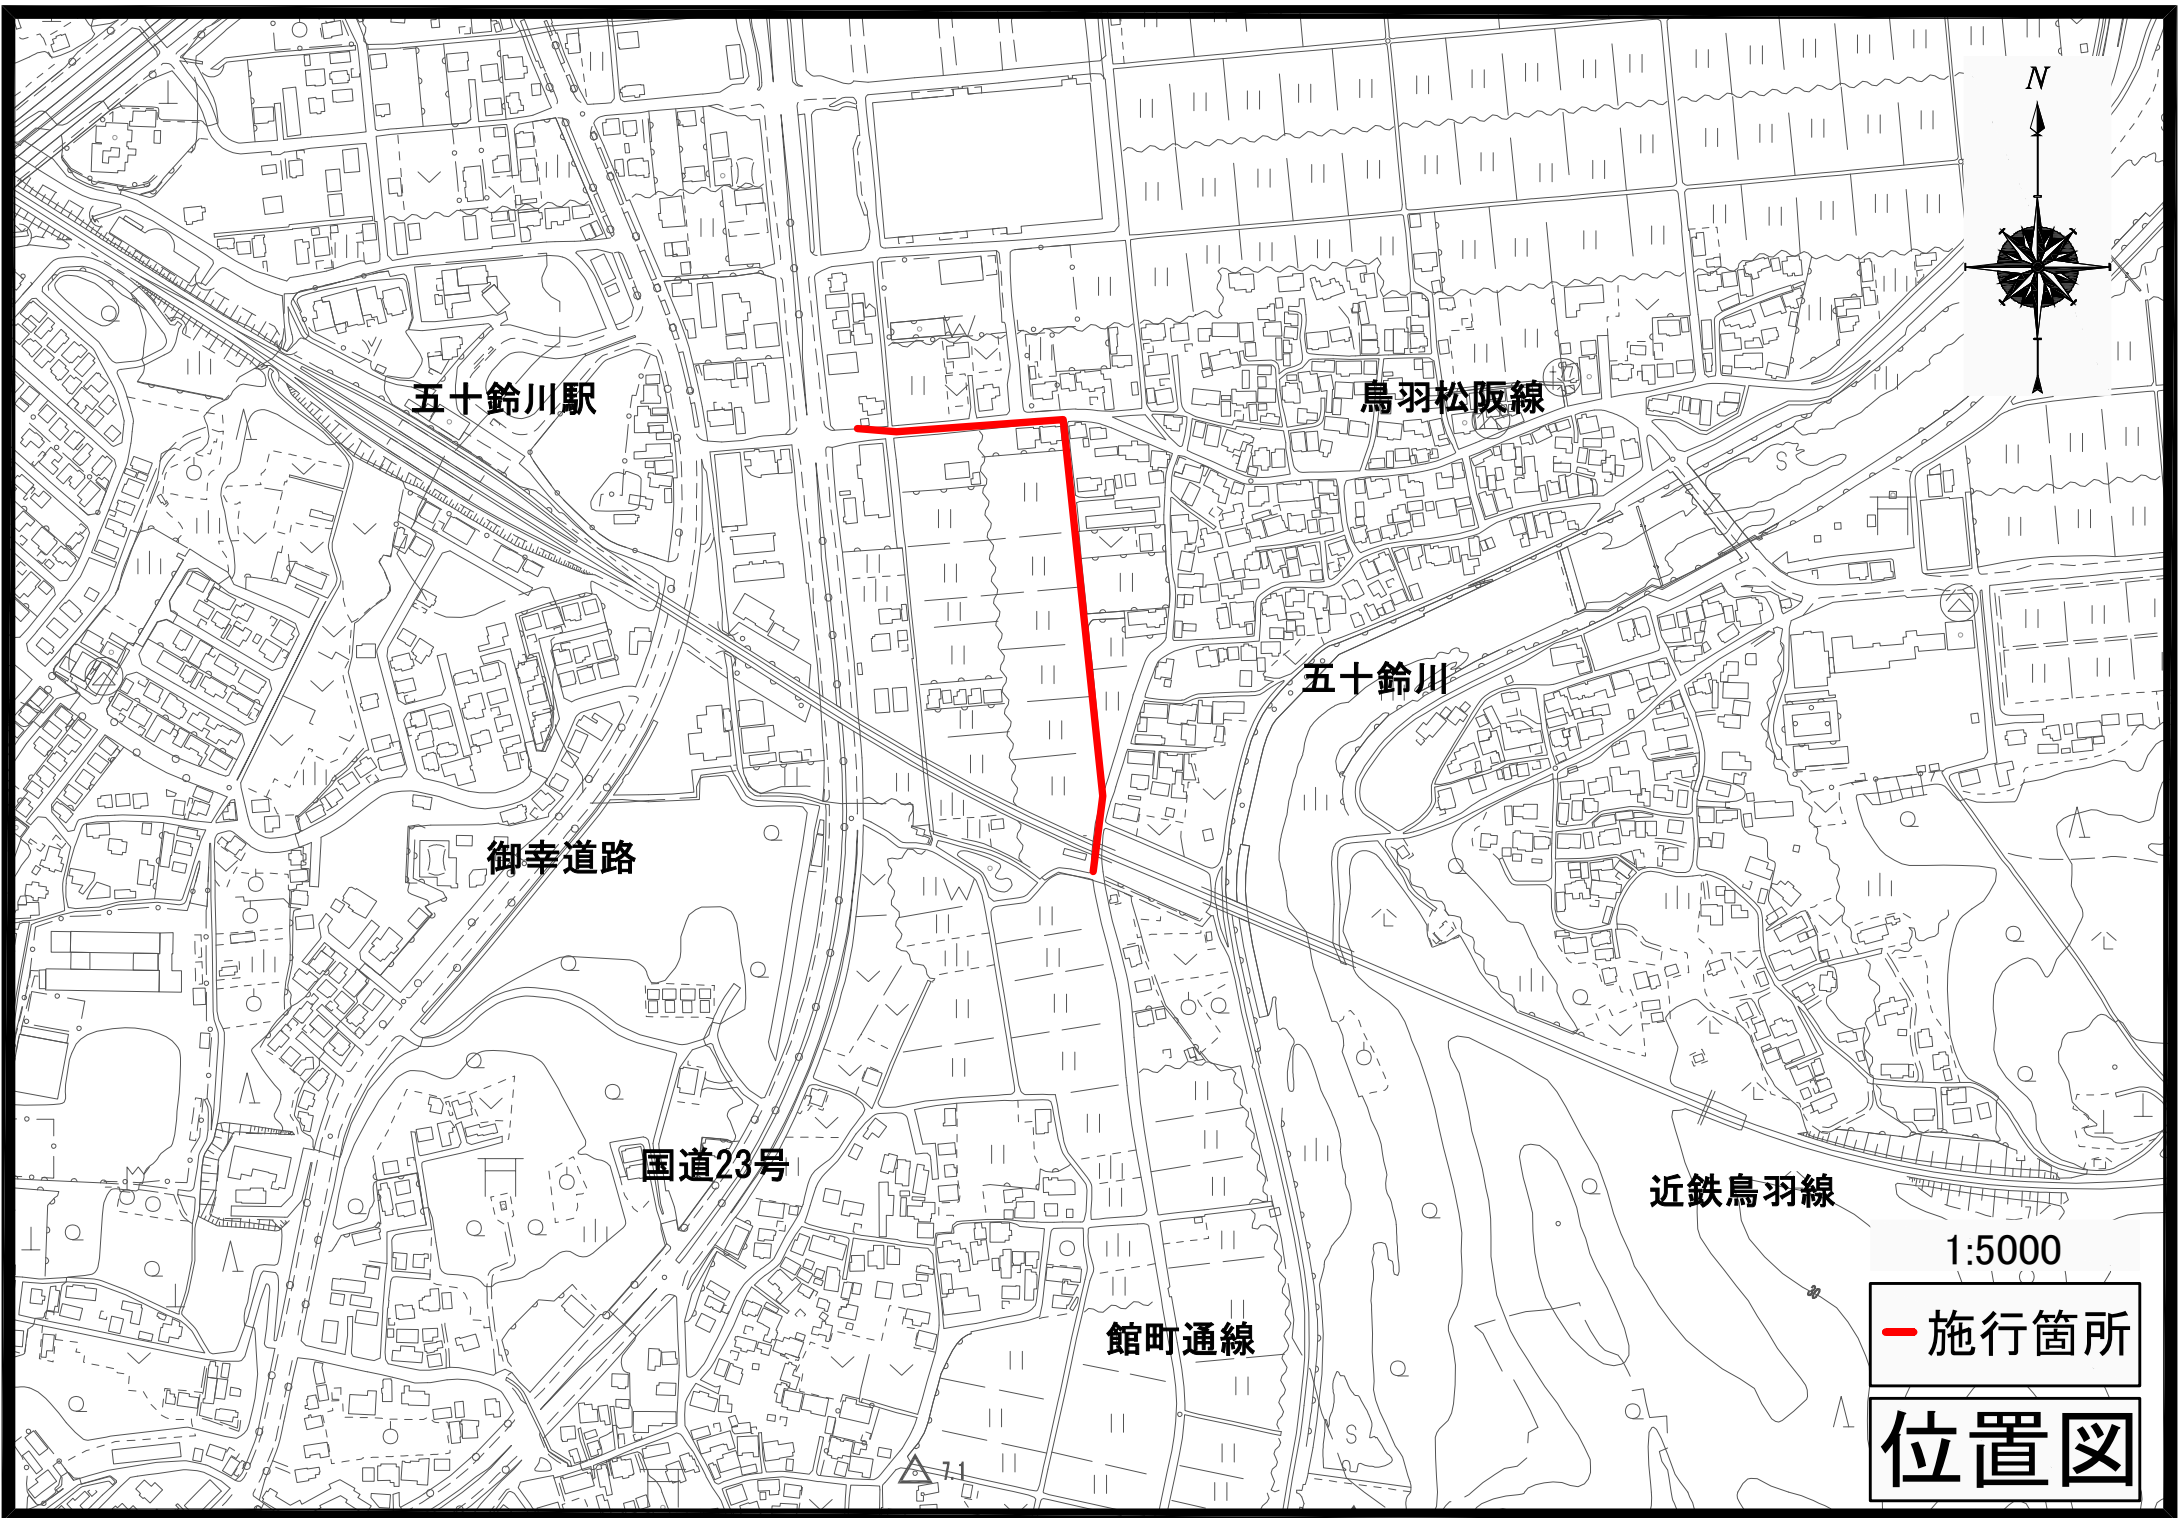 N
五十鈴川駅
鳥羽松阪線
S
五十鈴川
御幸道路
国道23号
近鉄鳥羽線
1:5000
館町通線
施行箇所
位置図
S
7.1